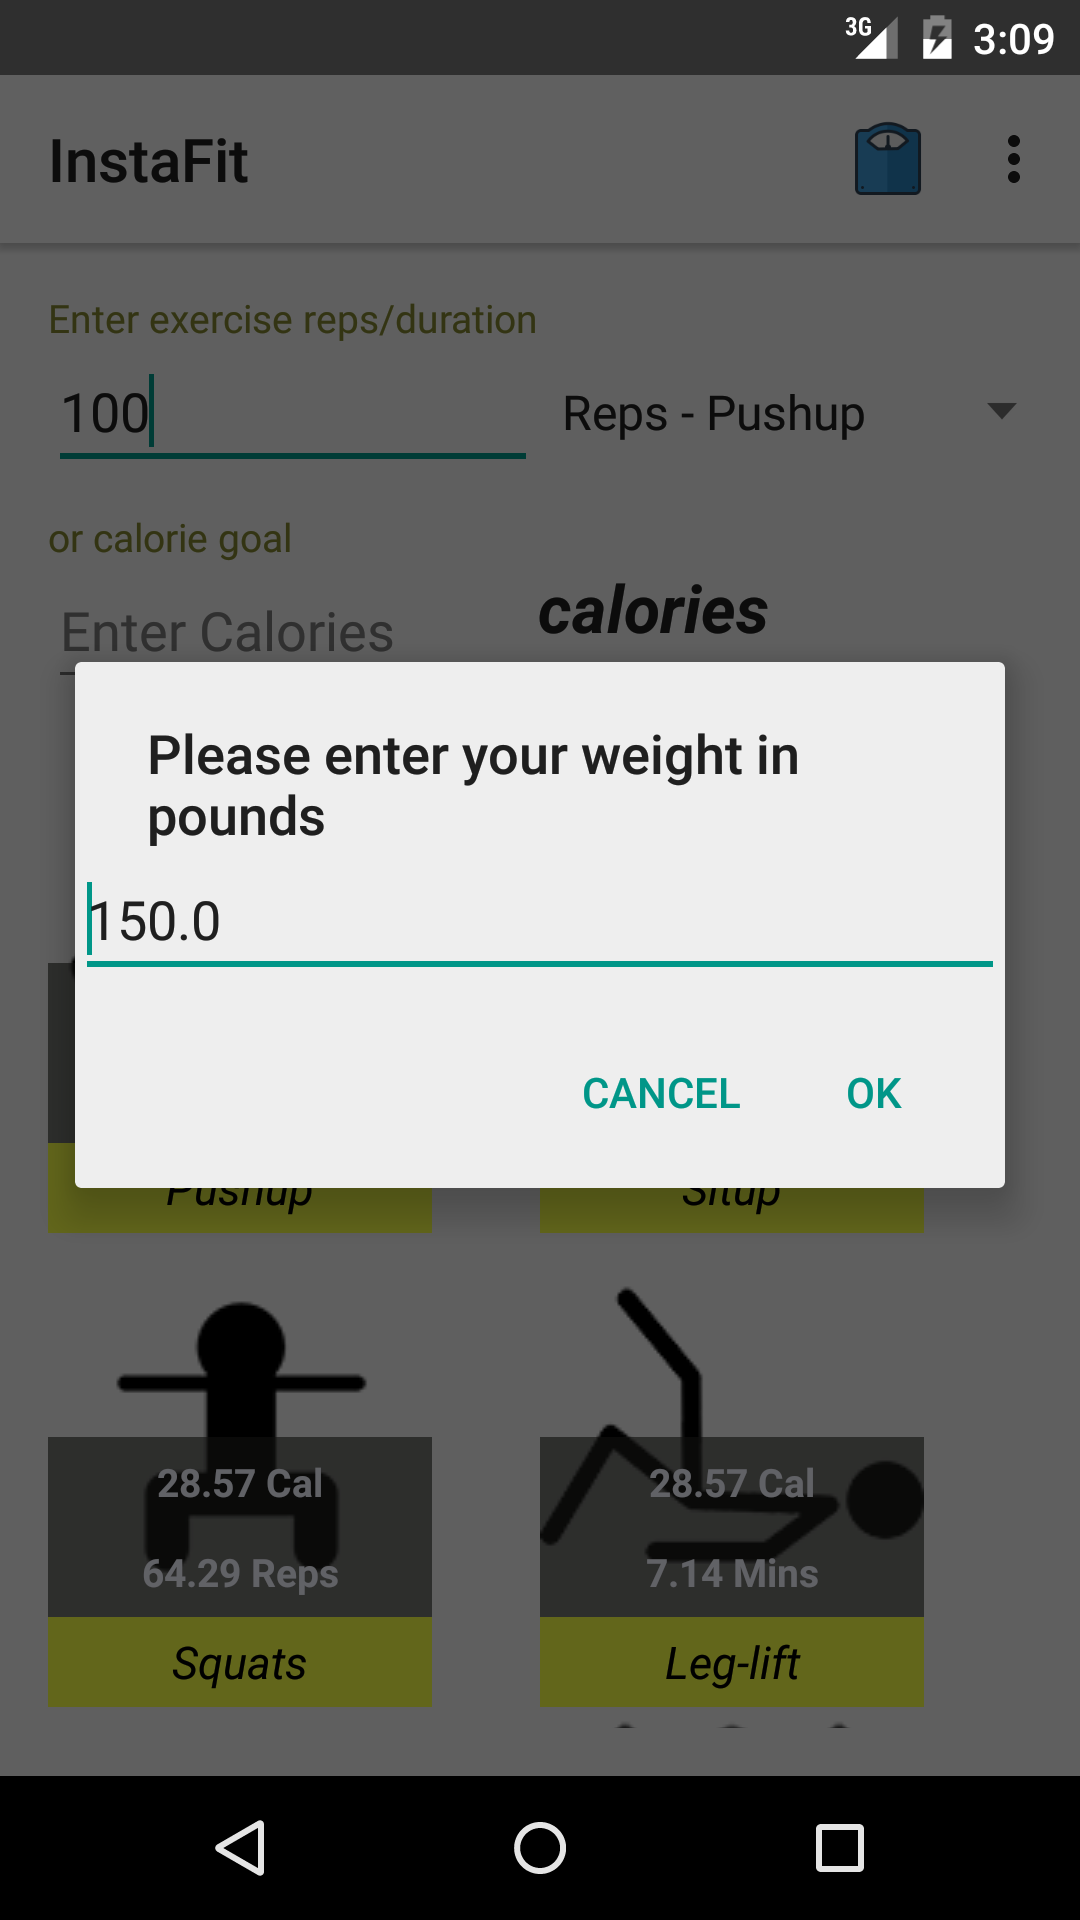 3G 3:09
InstaFit
Enter exercise reps/duration
100 Reps - Pushup
or calorie goal
Enter Calories calories
Please enter your weight in
pounds
150.0
CANCEL OK
Pushup Situp
28.57 Cal 28.57 Cal
64.29 Reps 7.14 Mins
Squats Leg-lift